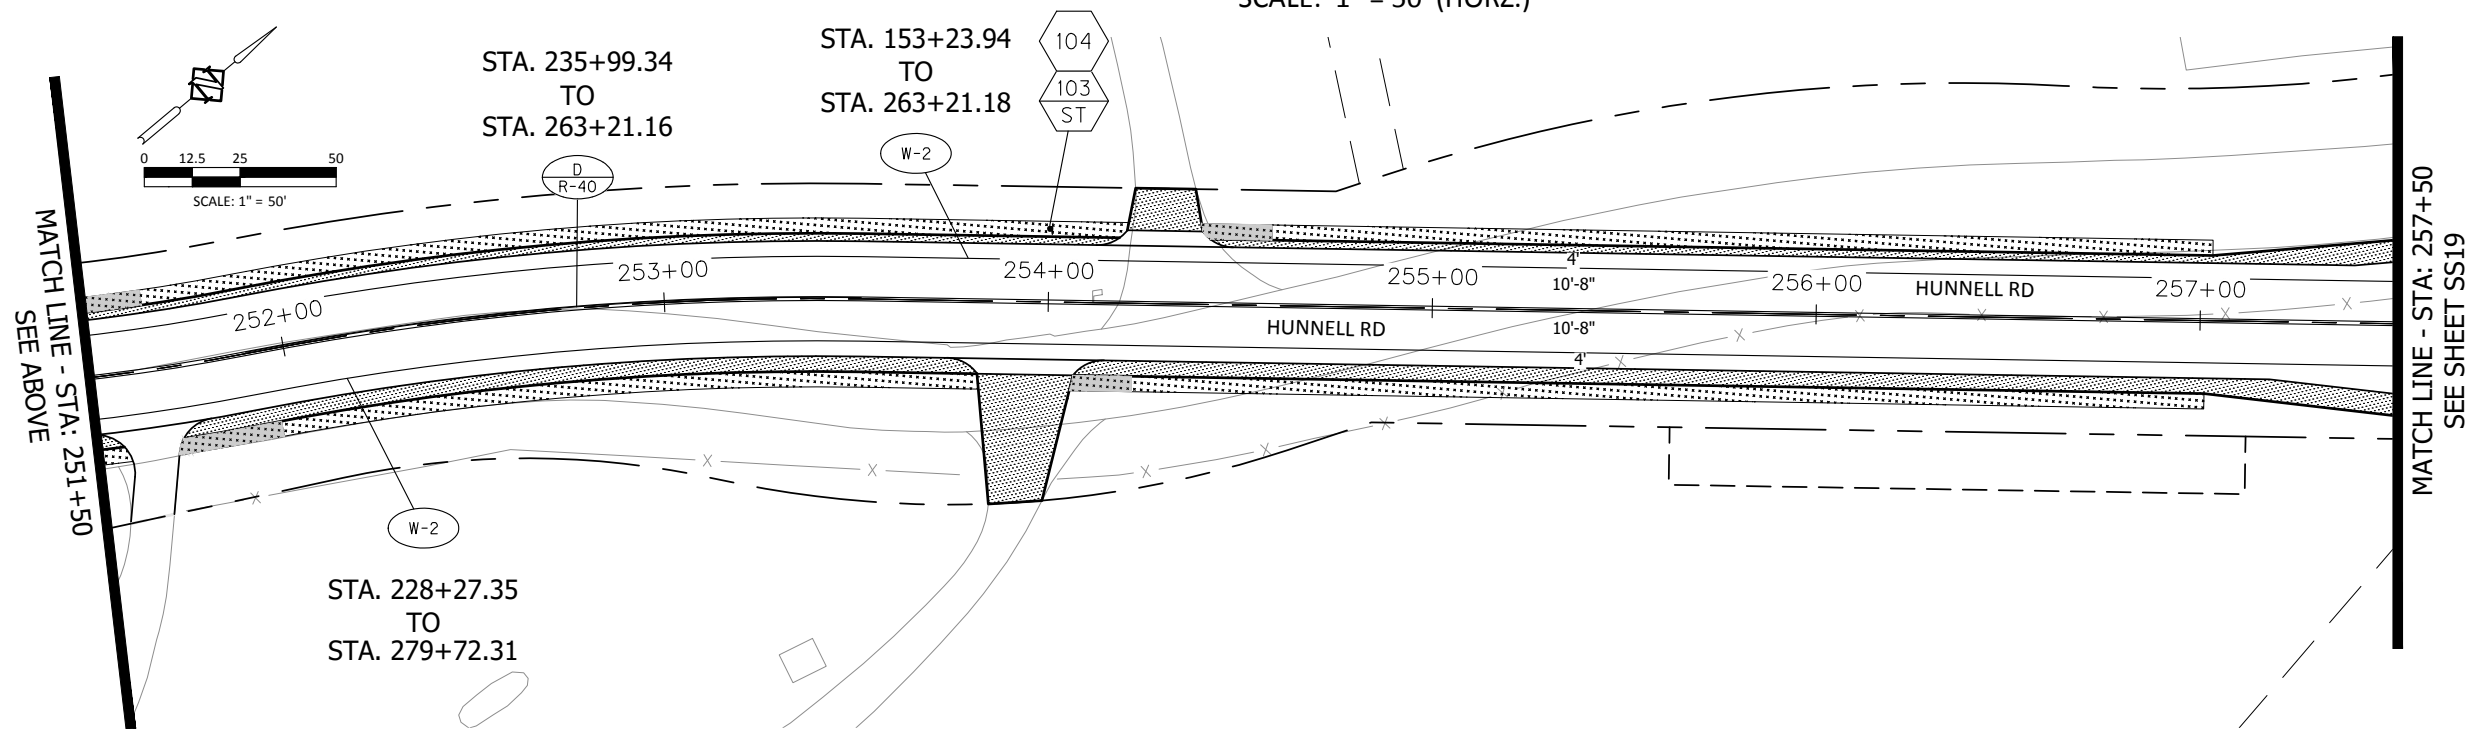 SCALE: 1" = 50' (HORZ.)
STA. 235+99.34
TO
STA. 263+21.16
STA. 153+23.94
TO
STA. 263+21.18
104
103
ST
N
0 12.5 25 50
SCALE: 1" = 50'
D
R-40
W-2
MATCH LINE - STA: 251+50
SEE ABOVE
252+00
253+00
254+00
255+00
256+00
257+00
4'
10'-8"
HUNNELL RD
HUNNELL RD
10'-8"
4'
X X X X X X X X X X X X X
W-2
STA. 228+27.35
TO
STA. 279+72.31
MATCH LINE - STA: 257+50
SEE SHEET SS19